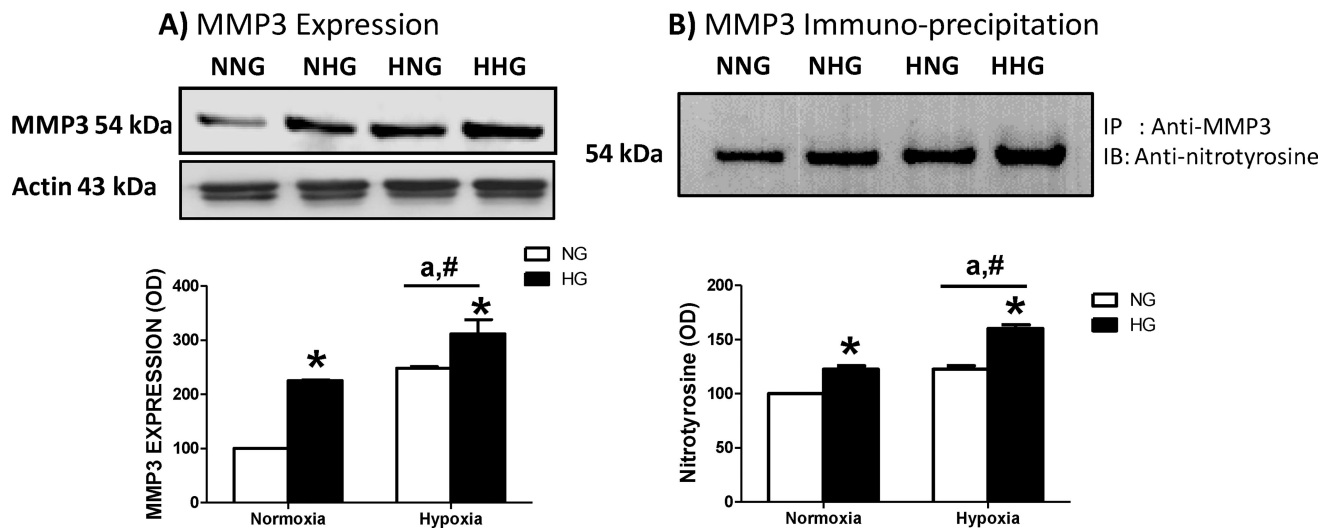 A) MMP3 Expression
NNG NHG HNG HHG
MMP3 54 kDa
Actin 43 kDa
NG
HG
a,#
*
*
MMP3 EXPRESSION (OD)
400
300
200
100
0
Normoxia Hypoxia
B) MMP3 Immuno-precipitation
NNG NHG HNG HHG
54 kDa
IP : Anti-MMP3
IB: Anti-nitrotyrosine
a,#
*
*
NG
HG
Nitrotyrosine (OD)
200
150
100
50
0
Normoxia Hypoxia